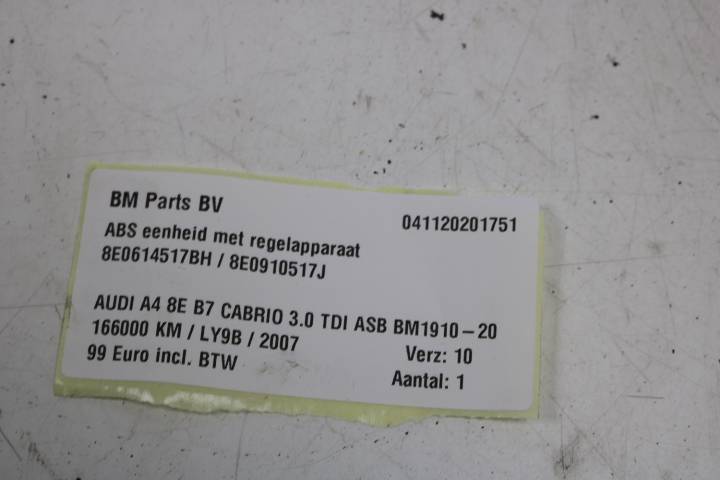 BM Parts BV 041120201751
ABS eenheid met regelapparaat
8E0614517BH / 8E0910517J
AUDI A4 8E B7 CABRIO 3.0 TDI ASB BM1910-20
166000 KM / LY9B / 2007 Verz: 10
99 Euro incl. BTW Aantal: 1